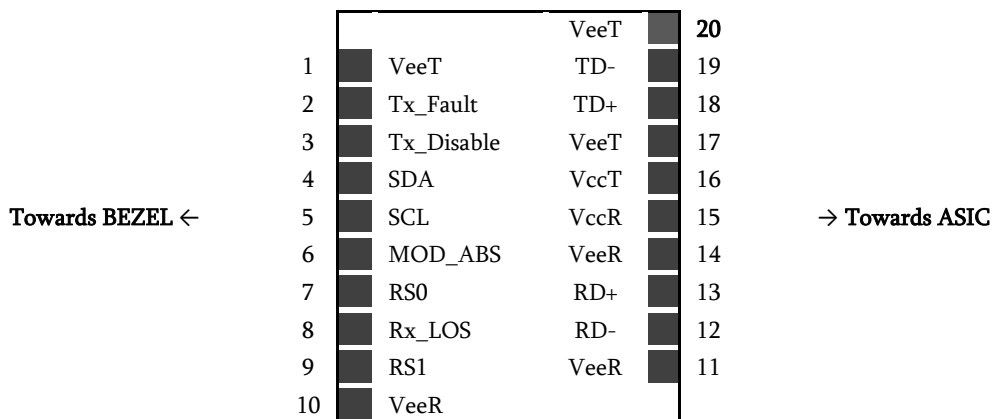 VeeT 20
1 VeeT TD- 19
2 Tx_Fault TD+ 18
3 Tx_Disable VeeT 17
4 SDA VccT 16
Towards BEZEL ← 5 SCL VccR 15 → Towards ASIC
6 MOD_ABS VeeR 14
7 RS0 RD+ 13
8 Rx_LOS RD- 12
9 RS1 VeeR 11
10 VeeR